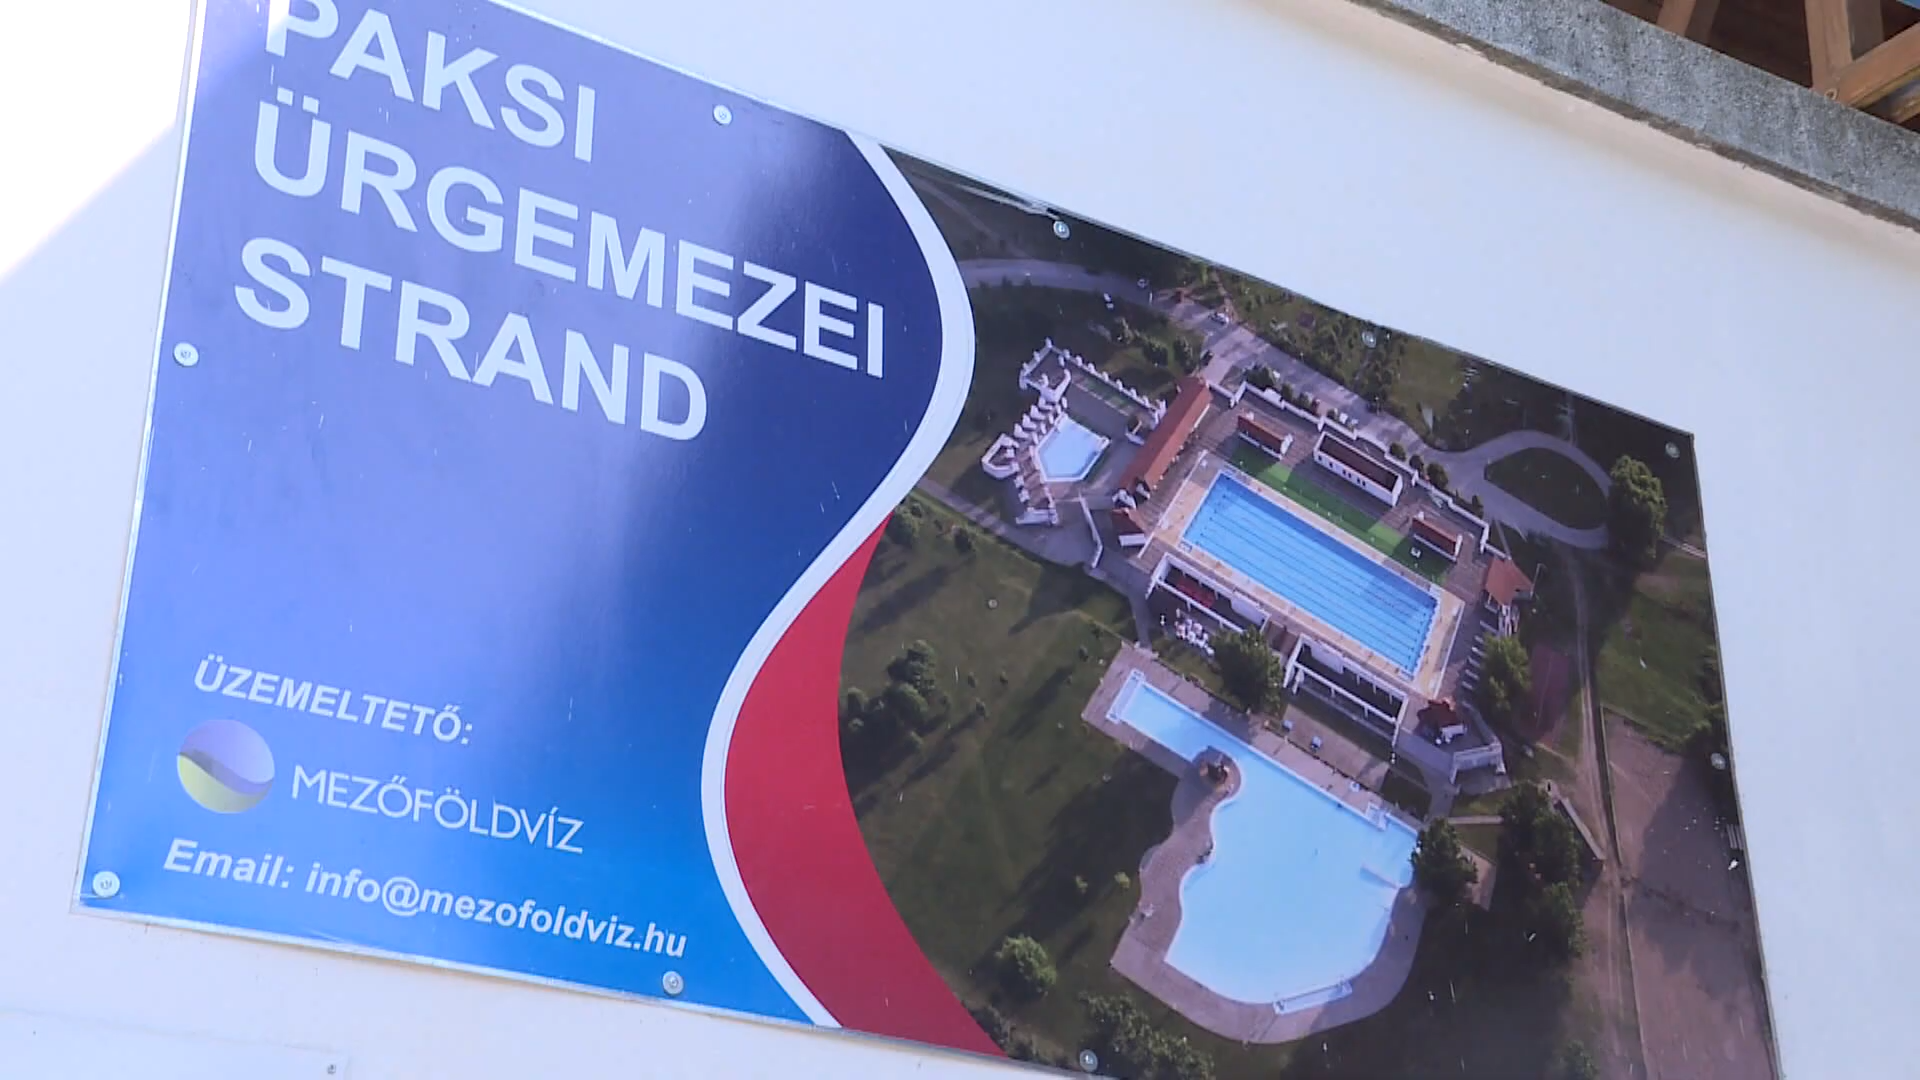 PAKSI
ÜRGEMEZEI
STRAND
ÜZEMELTETŐ:
MEZŐFÖLDVÍZ
Email: info@mezofoldviz.hu